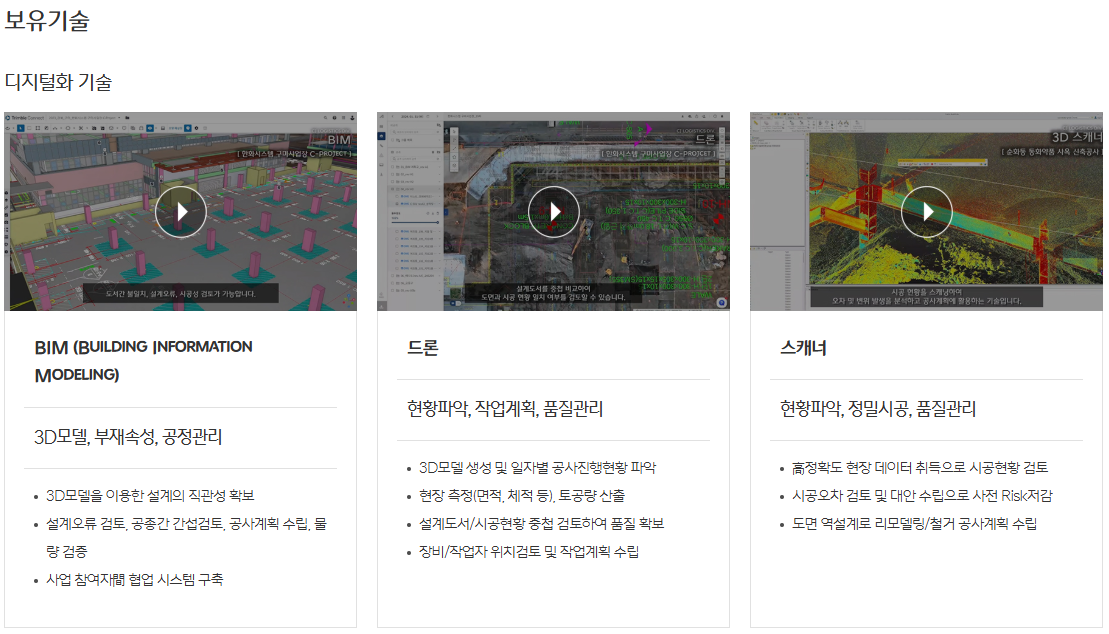 보유기술
디지털화 기술
Trimble Connect
BIM
[ 한화시스템 구미사업장 C-PROJECT ]
도서간 불일치, 설계오류, 시공성 검토가 가능합니다.
드론
[ 한화시스템 구미사업장 C-PROJECT ]
설계도서를 중첩 비교하여
도면과 시공 현황 일치 여부를 검토할 수 있습니다.
3D 스캐너
[ 순화동 동화약품 사옥 신축공사 ]
시공 현황을 스캐닝하여
오차 및 변위 발생을 분석하고 공사계획에 활용하는 기술입니다.
BIM (Building Information
Modeling)
3D모델, 부재속성, 공정관리
• 3D모델을 이용한 설계의 직관성 확보
• 설계오류 검토, 공종간 간섭검토, 공사계획 수립, 물
량 검증
• 사업 참여자間 협업 시스템 구축
드론
현황파악, 작업계획, 품질관리
• 3D모델 생성 및 일자별 공사진행현황 파악
• 현장 측정(면적, 체적 등), 토공량 산출
• 설계도서/시공현황 중첩 검토하여 품질 확보
• 장비/작업자 위치검토 및 작업계획 수립
스캐너
현황파악, 정밀시공, 품질관리
• 高정확도 현장 데이터 취득으로 시공현황 검토
• 시공오차 검토 및 대안 수립으로 사전 Risk저감
• 도면 역설계로 리모델링/철거 공사계획 수립